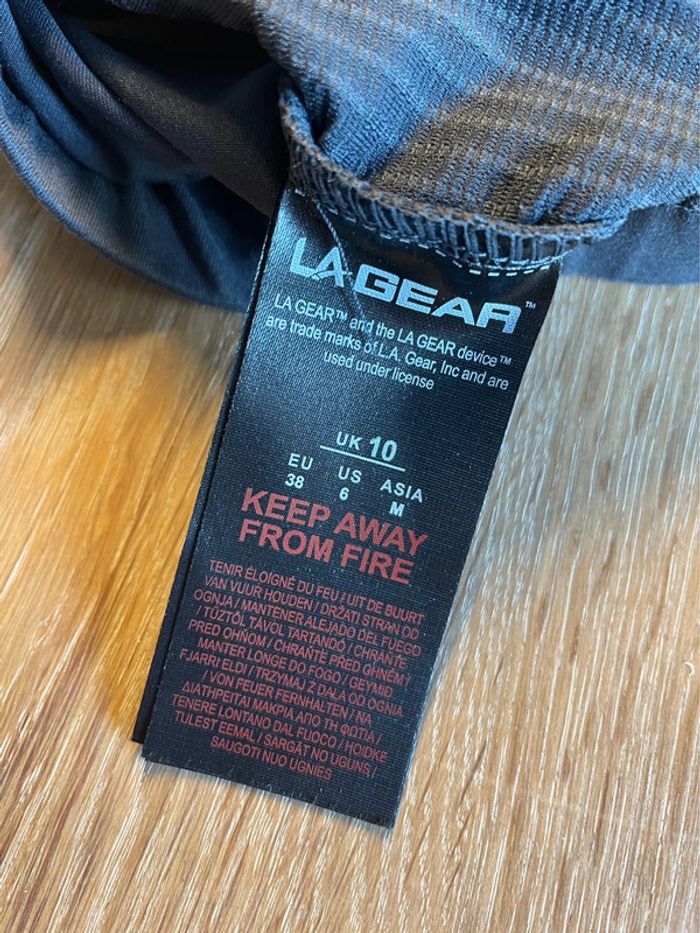 LA GEAR™
LA GEAR™ and the LA GEAR device™
are trade marks of L.A. Gear, Inc and are
used under license
UK 10
EU US ASIA
38 6 M
KEEP AWAY
FROM FIRE
TENIR ÉLOIGNÉ DU FEU / UIT DE BUURT
VAN VUUR HOUDEN / DRŽATI STRAN OD
OGNJA / MANTENER ALEJADO DEL FUEGO
/ TŰZTŐL TÁVOL TARTANDÓ / CHRAŇTE
PRED OHŇOM / CHRAŇTE PŘED OHNĚM /
MANTER LONGE DO FOGO / GEYMIÐ
FJARRI ELDI / TRZYMAJ Z DALA OD OGNIA
/ VON FEUER FERNHALTEN / NA
ΔΙΑΤΗΡΕΙΤΑΙ ΜΑΚΡΙΑ ΑΠΟ ΤΗ ΦΩΤΙΑ /
TENERE LONTANO DAL FUOCO / HOIDKE
TULEST EEMAL / SARGĀT NO UGUNS /
SAUGOTI NUO UGNIES